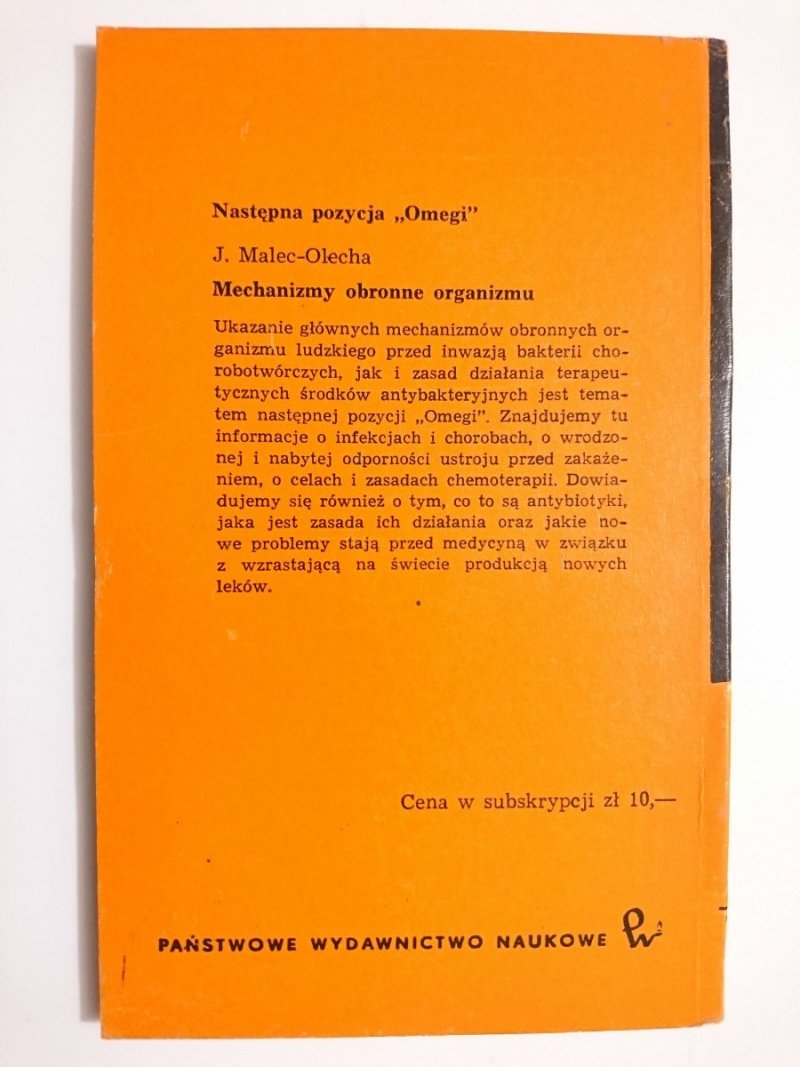 Następna pozycja „Omegi”
J. Malec-Olecha
Mechanizmy obronne organizmu
Ukazanie głównych mechanizmów obronnych or-
ganizmu ludzkiego przed inwazją bakterii cho-
robotwórczych, jak i zasad działania terapeu-
tycznych środków antybakteryjnych jest tema-
tem następnej pozycji „Omegi”. Znajdujemy tu
informacje o infekcjach i chorobach, o wrodzo-
nej i nabytej odporności ustroju przed zakaże-
niem, o celach i zasadach chemoterapii. Dowia-
dujemy się również o tym, co to są antybiotyki,
jaka jest zasada ich działania oraz jakie no-
we problemy stają przed medycyną w związku
z wzrastającą na świecie produkcją nowych
leków.
Cena w subskrypcji zł 10,—
PAŃSTWOWE WYDAWNICTWO NAUKOWE